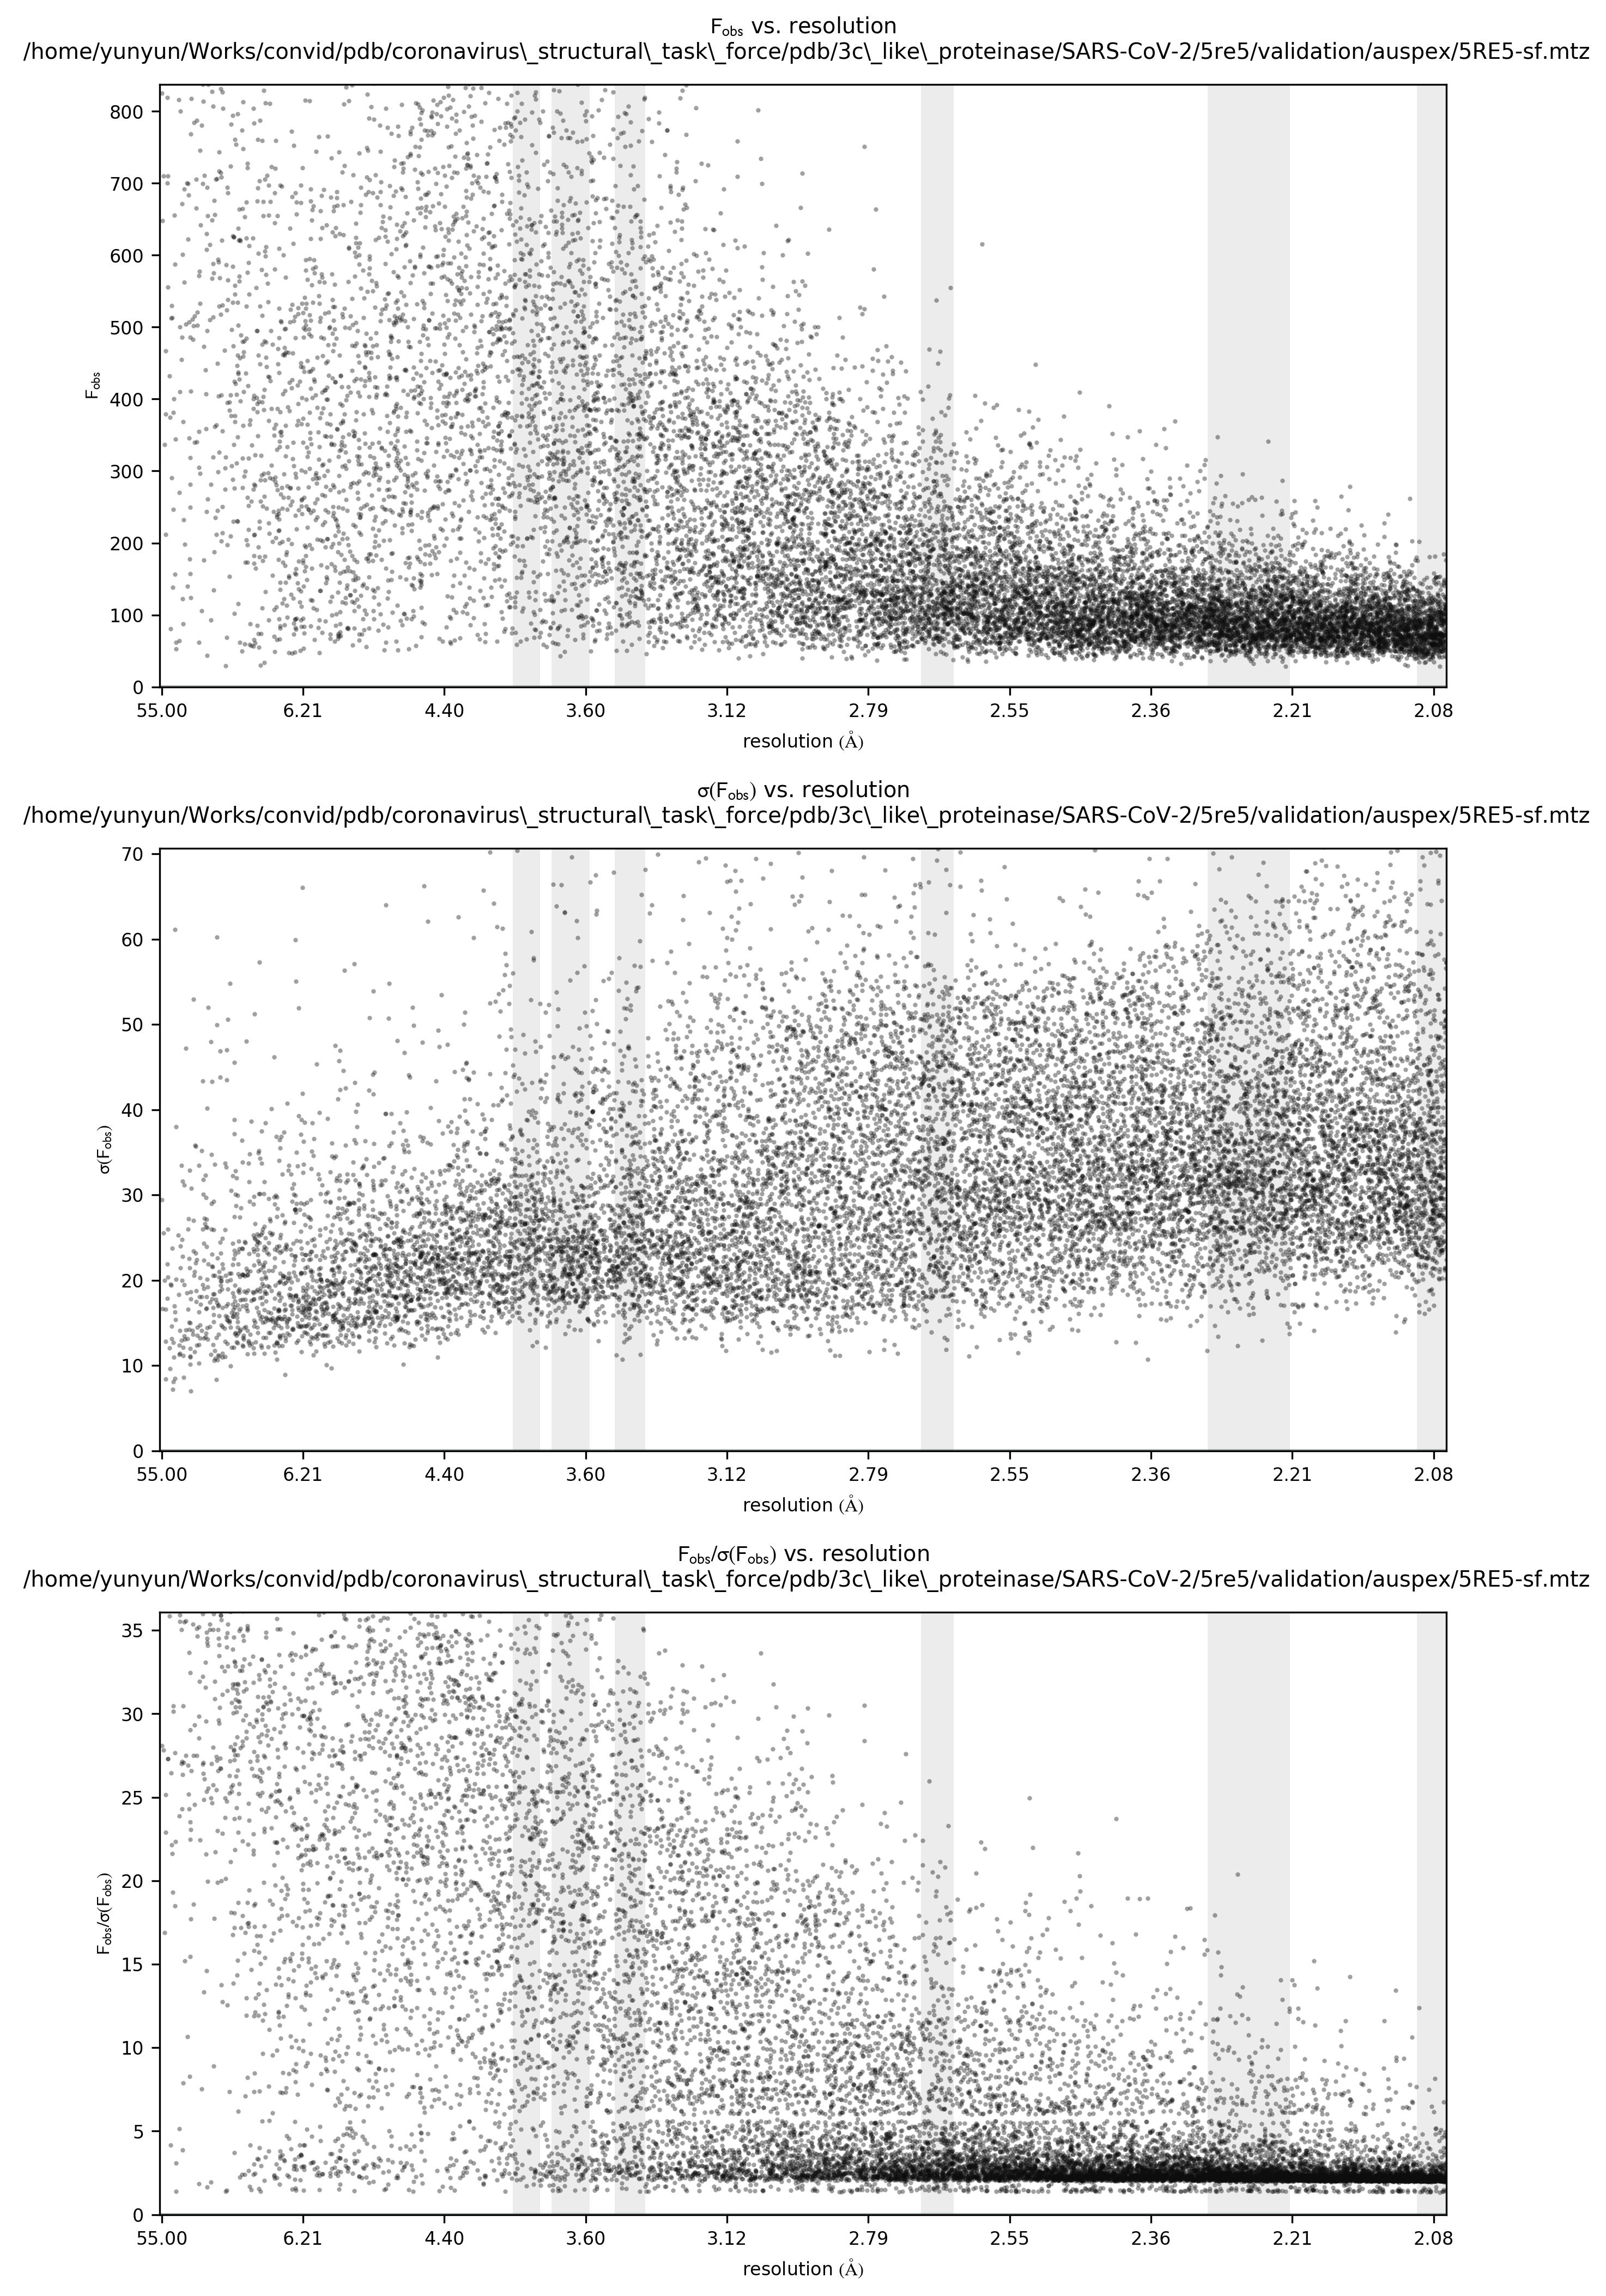 Fobs vs. resolution
/home/yunyun/Works/convid/pdb/coronavirus\_structural\_task\_force/pdb/3c\_like\_proteinase/SARS-CoV-2/5re5/validation/auspex/5RE5-sf.mtz
800
700
600
500
400
300
200
100
0
Fobs
55.00 6.21 4.40 3.60 3.12 2.79 2.55 2.36 2.21 2.08
resolution (Å)
σ(Fobs) vs. resolution
/home/yunyun/Works/convid/pdb/coronavirus\_structural\_task\_force/pdb/3c\_like\_proteinase/SARS-CoV-2/5re5/validation/auspex/5RE5-sf.mtz
70
60
50
40
30
20
10
0
σ(Fobs)
55.00 6.21 4.40 3.60 3.12 2.79 2.55 2.36 2.21 2.08
resolution (Å)
Fobs/σ(Fobs) vs. resolution
/home/yunyun/Works/convid/pdb/coronavirus\_structural\_task\_force/pdb/3c\_like\_proteinase/SARS-CoV-2/5re5/validation/auspex/5RE5-sf.mtz
35
30
25
20
15
10
5
0
Fobs/σ(Fobs)
55.00 6.21 4.40 3.60 3.12 2.79 2.55 2.36 2.21 2.08
resolution (Å)